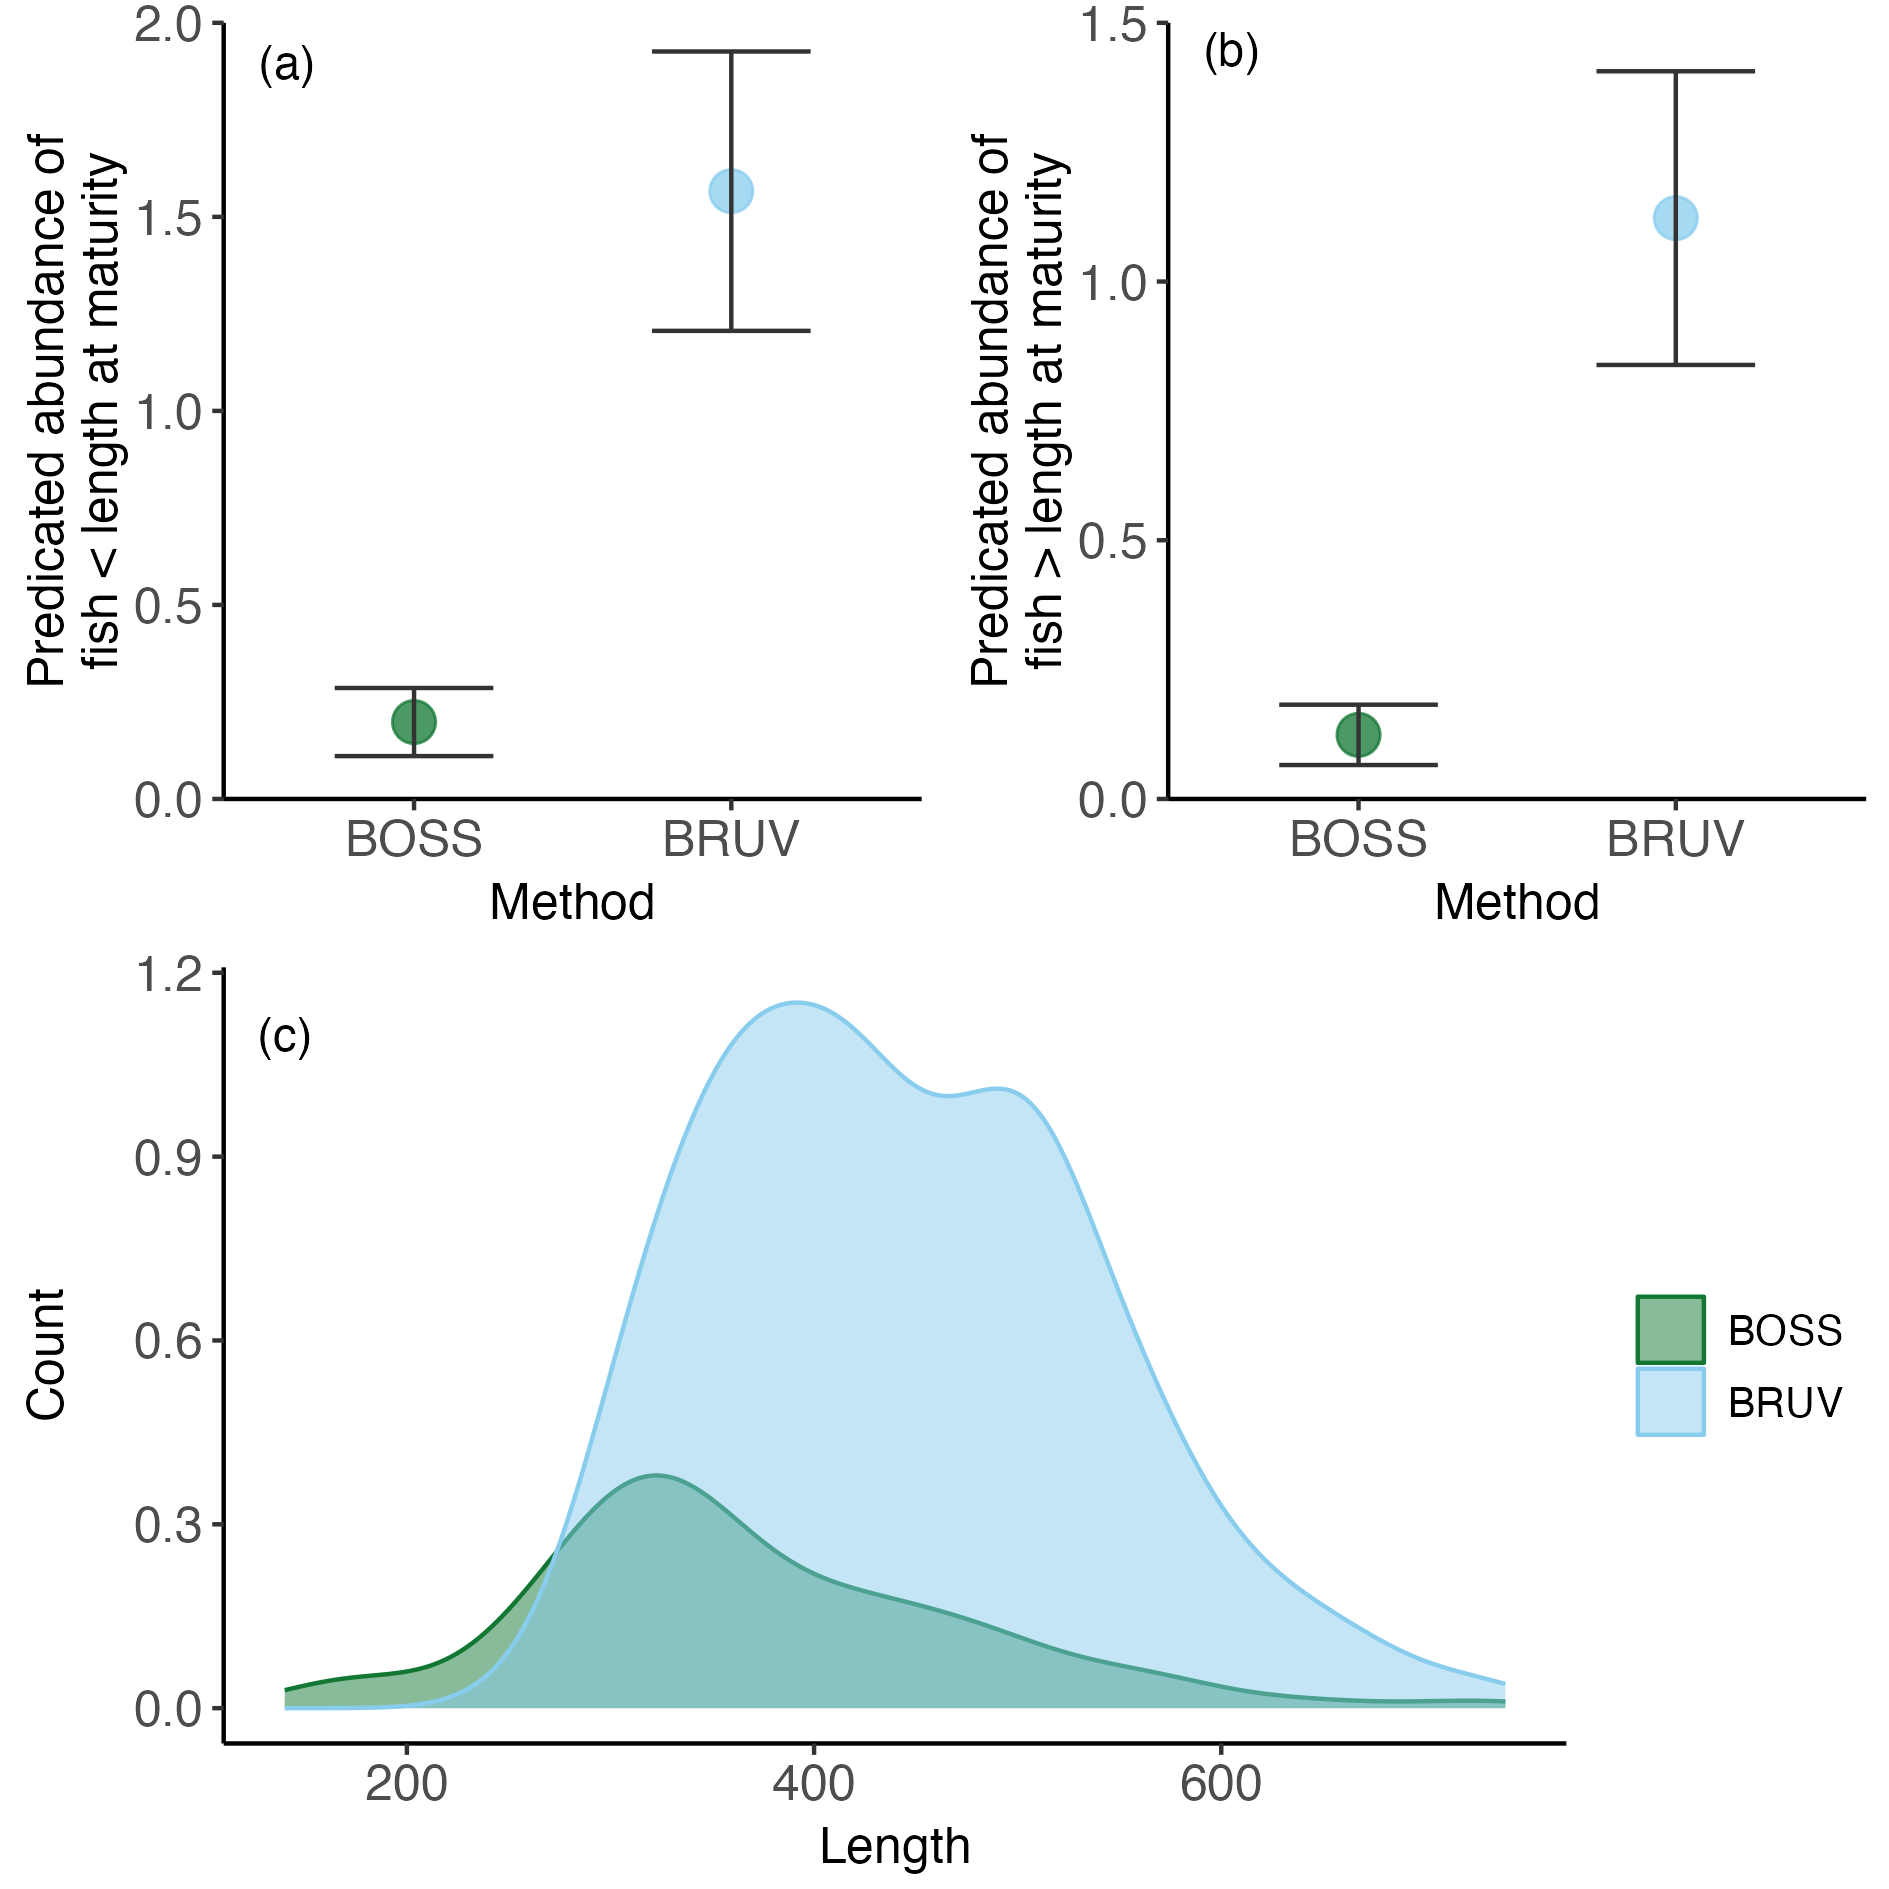 (a)
Predicated abundance of
fish < length at maturity
2.0
1.5
1.0
0.5
0.0
BOSS BRUV
Method
(b)
Predicated abundance of
fish > length at maturity
1.5
1.0
0.5
0.0
BOSS BRUV
Method
(c)
Count
1.2
0.9
0.6
0.3
0.0
200 400 600
Length
BOSS
BRUV